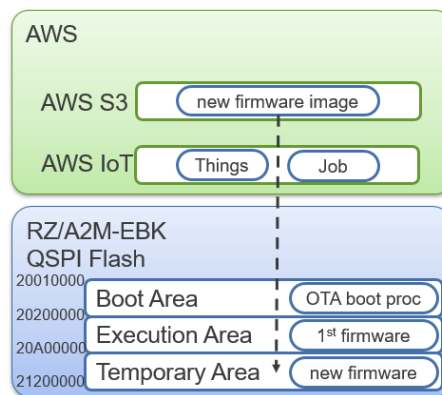 AWS
AWS S3
new firmware image
AWS IoT
Things
Job
RZ/A2M-EBK
QSPI Flash
20010000
Boot Area
OTA boot proc
20200000
Execution Area
1st firmware
20A00000
Temporary Area
new firmware
21200000